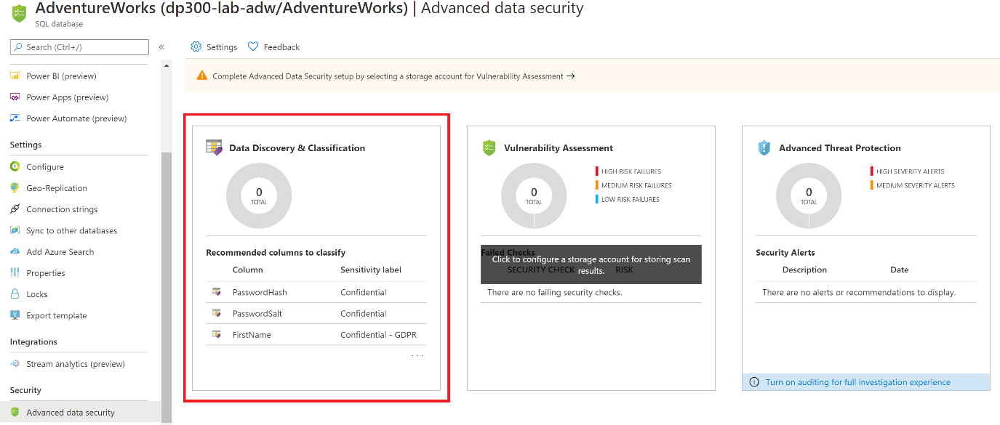 AdventureWorks (dp300-lab-adw/AdventureWorks) | Advanced data security
SQL database
Search (Ctrl+/)
«
Power BI (preview)
Power Apps (preview)
Power Automate (preview)
Settings
Configure
Geo-Replication
Connection strings
Sync to other databases
Add Azure Search
Properties
Locks
Export template
Integrations
Stream analytics (preview)
Security
Advanced data security
Settings
Feedback
Complete Advanced Data Security setup by selecting a storage account for Vulnerability Assessment →
Data Discovery & Classification
0
TOTAL
Recommended columns to classify
Column Sensitivity label
PasswordHash Confidential
PasswordSalt Confidential
FirstName Confidential - GDPR
...
Vulnerability Assessment
0
TOTAL
HIGH RISK FAILURES
MEDIUM RISK FAILURES
LOW RISK FAILURES
Failed Checks
Click to configure a storage account for storing scan
results.
SECURITY CHECK RISK
There are no failing security checks.
Advanced Threat Protection
0
TOTAL
HIGH SEVERITY ALERTS
MEDIUM SEVERITY ALERTS
Security Alerts
Description Date
There are no alerts or recommendations to display.
Turn on auditing for full investigation experience